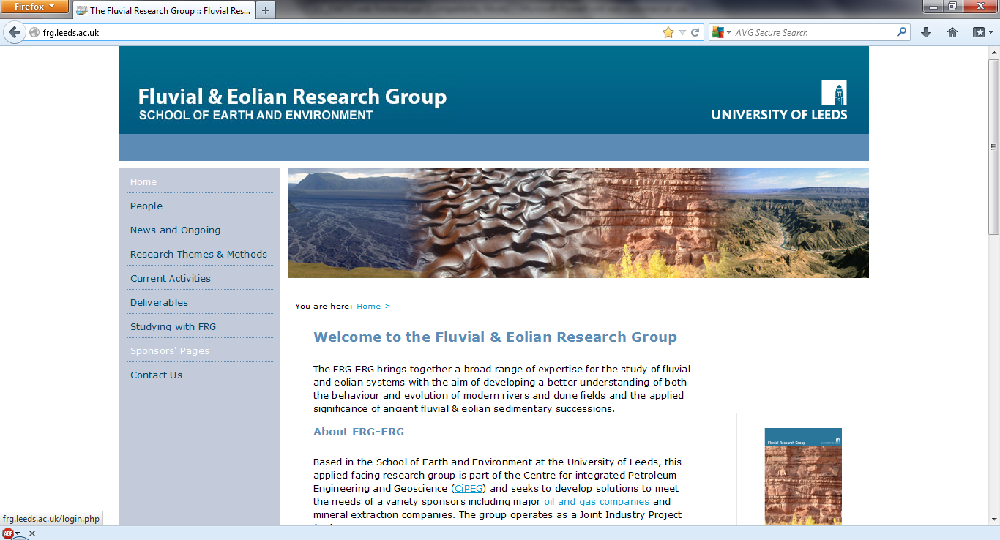 Firefox
The Fluvial Research Group :: Fluvial Res...
frg.leeds.ac.uk
AVG Secure Search
Fluvial & Eolian Research Group
SCHOOL OF EARTH AND ENVIRONMENT
UNIVERSITY OF LEEDS
Home
People
News and Ongoing
Research Themes & Methods
Current Activities
Deliverables
Studying with FRG
Sponsors' Pages
Contact Us
You are here: Home >
Welcome to the Fluvial & Eolian Research Group
The FRG-ERG brings together a broad range of expertise for the study of fluvial
and eolian systems with the aim of developing a better understanding of both
the behaviour and evolution of modern rivers and dune fields and the applied
significance of ancient fluvial & eolian sedimentary successions.
About FRG-ERG
Based in the School of Earth and Environment at the University of Leeds, this
applied-facing research group is part of the Centre for integrated Petroleum
Engineering and Geoscience (CiPEG) and seeks to develop solutions to meet
the needs of a variety sponsors including major oil and gas companies and
mineral extraction companies. The group operates as a Joint Industry Project
Fluvial Research Group
frg.leeds.ac.uk/login.php
ABP